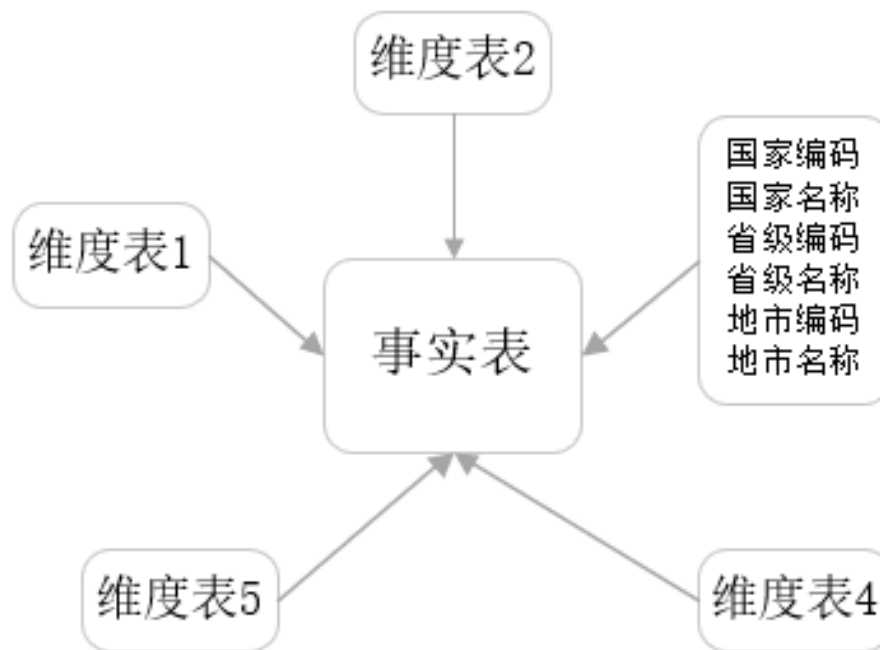 维度表2
国家编码
国家名称
省级编码
省级名称
地市编码
地市名称
维度表1
事实表
维度表5
维度表4